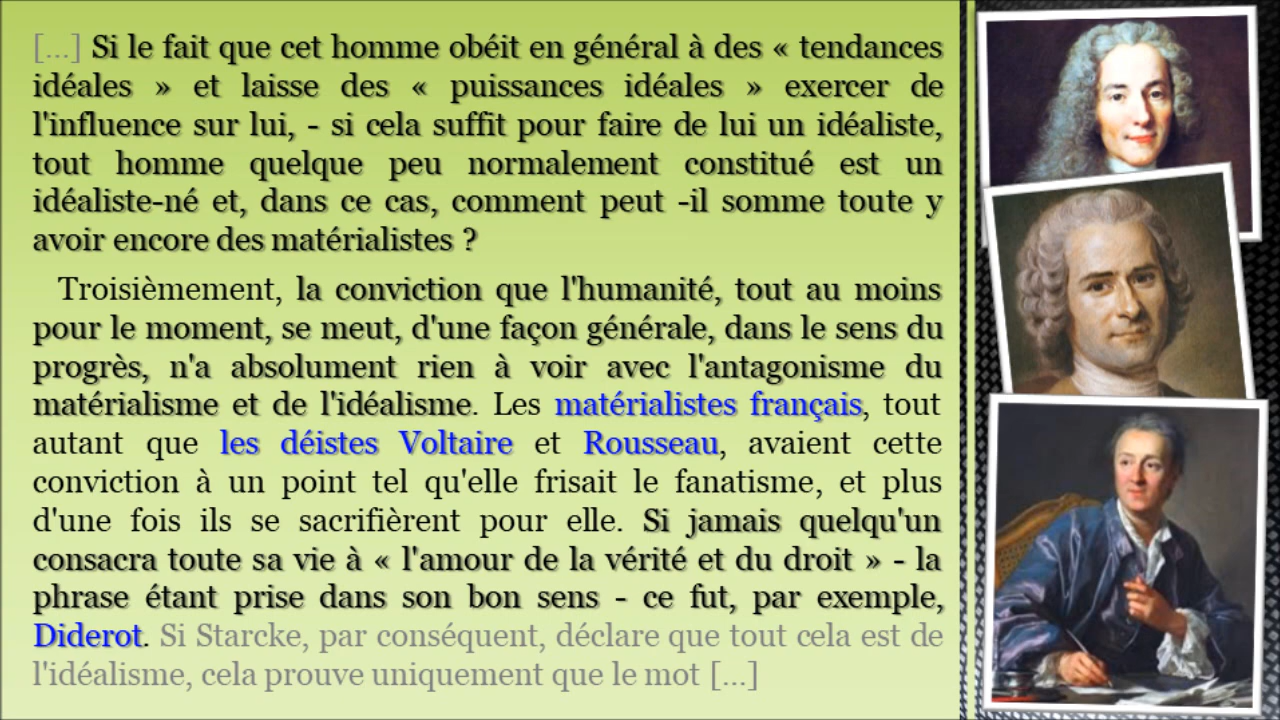 [...] Si le fait que cet homme obéit en général à des « tendances
idéales » et laisse des « puissances idéales » exercer de
l'influence sur lui, - si cela suffit pour faire de lui un idéaliste,
tout homme quelque peu normalement constitué est un
idéaliste-né et, dans ce cas, comment peut -il somme toute y
avoir encore des matérialistes ?
Troisièmement, la conviction que l'humanité, tout au moins
pour le moment, se meut, d'une façon générale, dans le sens du
progrès, n'a absolument rien à voir avec l'antagonisme du
matérialisme et de l'idéalisme. Les matérialistes français, tout
autant que les déistes Voltaire et Rousseau, avaient cette
conviction à un point tel qu'elle frisait le fanatisme, et plus
d'une fois ils se sacrifièrent pour elle. Si jamais quelqu'un
consacra toute sa vie à « l'amour de la vérité et du droit » - la
phrase étant prise dans son bon sens - ce fut, par exemple,
Diderot. Si Starcke, par conséquent, déclare que tout cela est de
l'idéalisme, cela prouve uniquement que le mot [...]